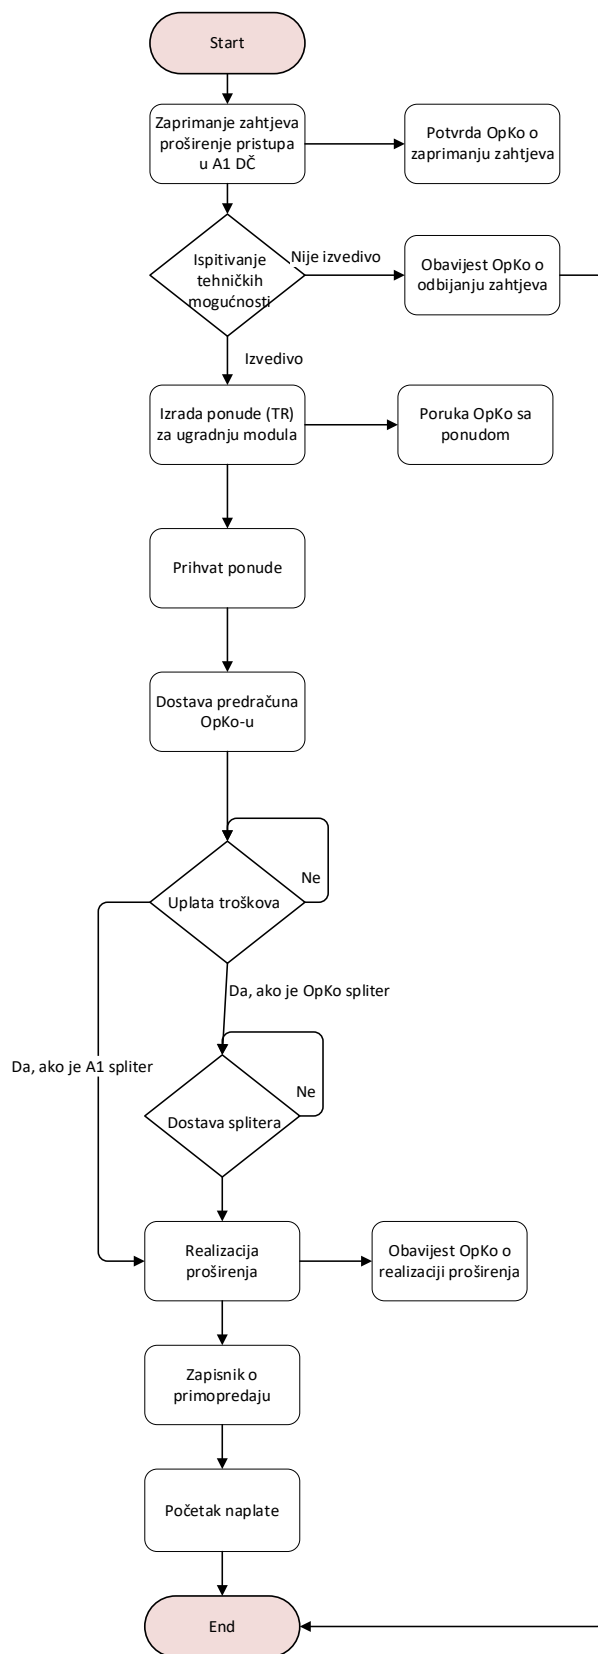 Start
Zaprimanje zahtjeva
proširenje pristupa
u A1 DČ
Potvrda OpKo o
zaprimanju zahtjeva
Ispitivanje
tehničkih
mogućnosti
Nije izvedivo
Obavijest OpKo o
odbijanju zahtjeva
Izvedivo
Izrada ponude (TR)
za ugradnju modula
Poruka OpKo sa
ponudom
Prihvat ponude
Dostava predračuna
OpKo-u
Ne
Uplata troškova
Da, ako je OpKo spliter
Da, ako je A1 spliter
Ne
Dostava splitera
Realizacija
proširenja
Obavijest OpKo o
realizaciji proširenja
Zapisnik o
primopredaju
Početak naplate
End